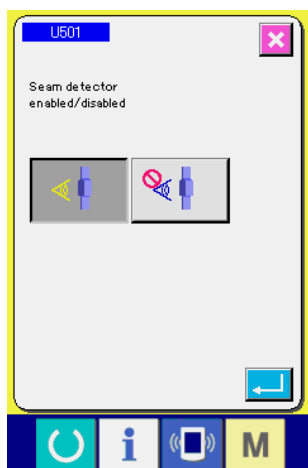 U501
Seam detector
enabled/disabled
i
M